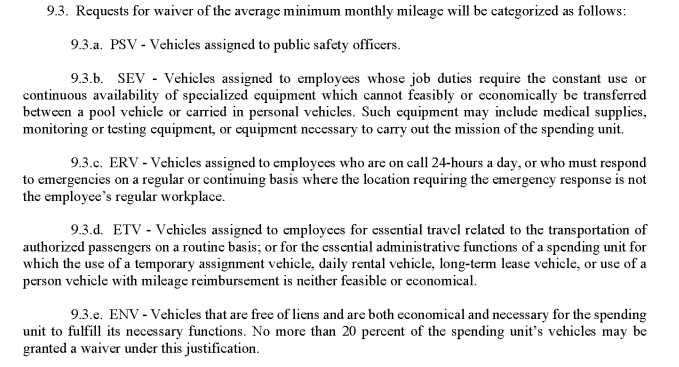 9.3. Requests for waiver of the average minimum monthly mileage will be categorized as follows:
9.3.a. PSV - Vehicles assigned to public safety officers.
9.3.b. SEV - Vehicles assigned to employees whose job duties require the constant use or
continuous availability of specialized equipment which cannot feasibly or economically be transferred
between a pool vehicle or carried in personal vehicles. Such equipment may include medical supplies,
monitoring or testing equipment, or equipment necessary to carry out the mission of the spending unit.
9.3.c. ERV - Vehicles assigned to employees who are on call 24-hours a day, or who must respond
to emergencies on a regular or continuing basis where the location requiring the emergency response is not
the employee's regular workplace.
9.3.d. ETV - Vehicles assigned to employees for essential travel related to the transportation of
authorized passengers on a routine basis; or for the essential administrative functions of a spending unit for
which the use of a temporary assignment vehicle, daily rental vehicle, long-term lease vehicle, or use of a
person vehicle with mileage reimbursement is neither feasible or economical.
9.3.e. ENV - Vehicles that are free of liens and are both economical and necessary for the spending
unit to fulfill its necessary functions. No more than 20 percent of the spending unit's vehicles may be
granted a waiver under this justification.